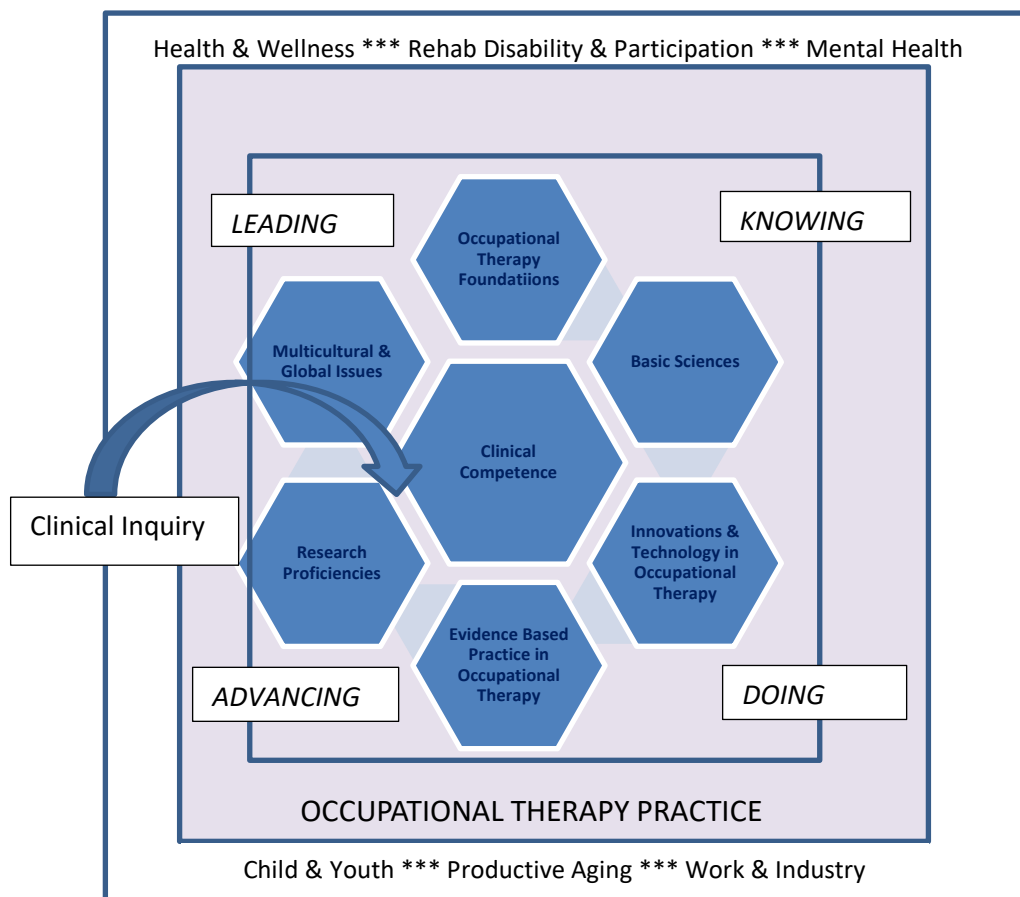 Health & Wellness *** Rehab Disability & Participation *** Mental Health
LEADING
KNOWING
Occupational
Therapy
Foundatiions
Multicultural &
Global Issues
Basic Sciences
Clinical
Competence
Clinical Inquiry
Research
Proficiencies
Innovations &
Technology in
Occupational
Therapy
Evidence Based
Practice in
Occupational
Therapy
ADVANCING
DOING
OCCUPATIONAL THERAPY PRACTICE
Child & Youth *** Productive Aging *** Work & Industry